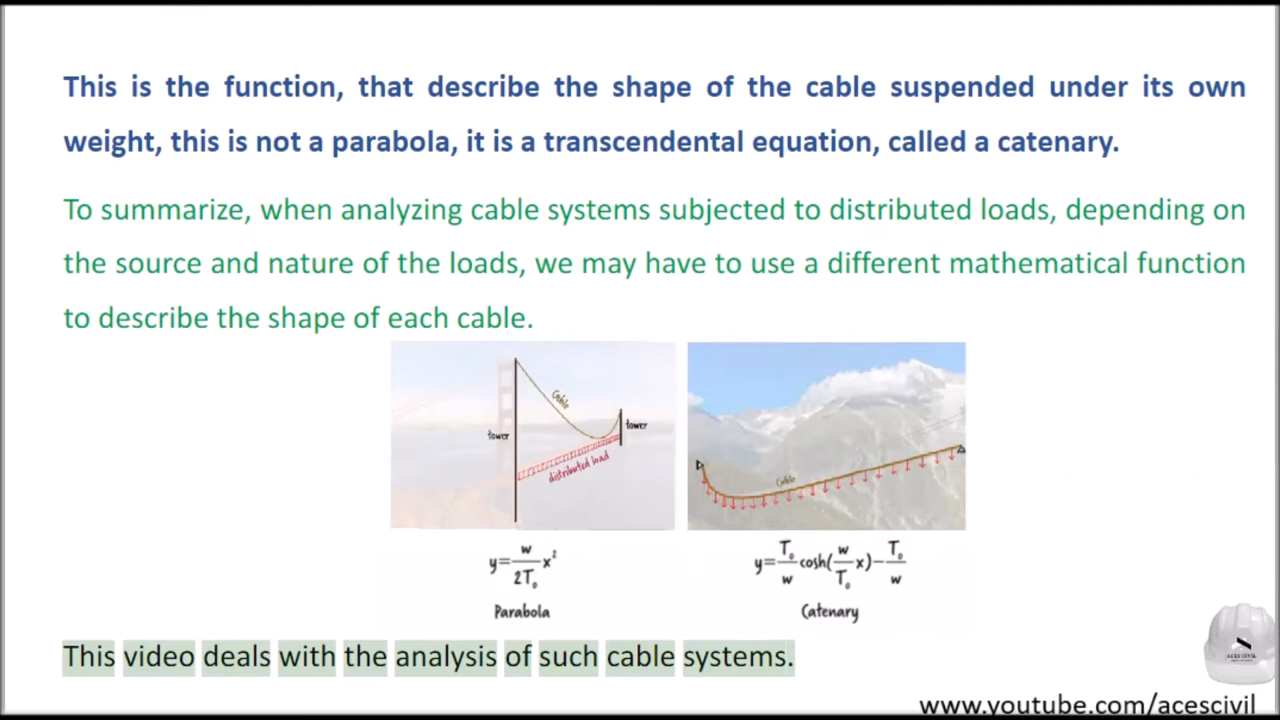 This is the function, that describe the shape of the cable suspended under its own
weight, this is not a parabola, it is a transcendental equation, called a catenary.
To summarize, when analyzing cable systems subjected to distributed loads, depending on
the source and nature of the loads, we may have to use a different mathematical function
to describe the shape of each cable.
Cable
tower
tower
distributed load
Cable
y=w/2T₀ x²
Parabola
y=T₀/w cosh(w/T₀ x)−T₀/w
Catenary
This video deals with the analysis of such cable systems.
ACES CIVIL
www.youtube.com/acescivil